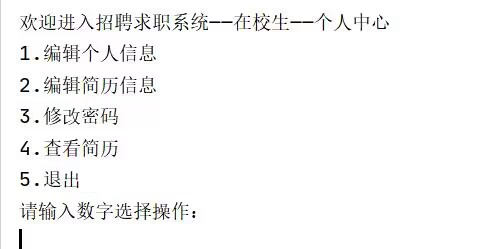 欢迎进入招聘求职系统——在校生——个人中心
1.编辑个人信息
2.编辑简历信息
3.修改密码
4.查看简历
5.退出
请输入数字选择操作：